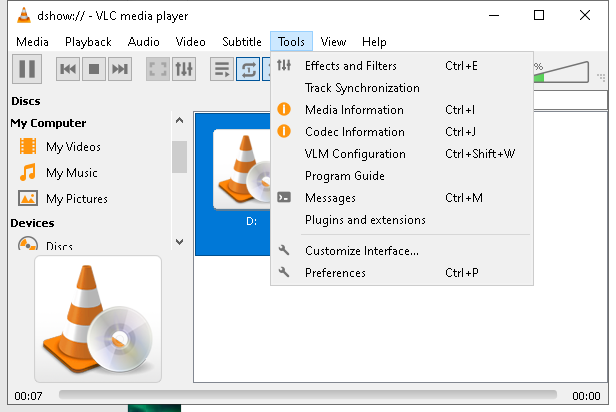 dshow:// - VLC media player
Media Playback Audio Video Subtitle Tools View Help
Effects and Filters Ctrl+E
%
Track Synchronization
Discs
Media Information Ctrl+I
My Computer
Codec Information Ctrl+J
My Videos
VLM Configuration Ctrl+Shift+W
My Music
Program Guide
My Pictures
Messages Ctrl+M
Devices
D:
Plugins and extensions
Discs
Customize Interface...
Preferences Ctrl+P
00:07 00:00